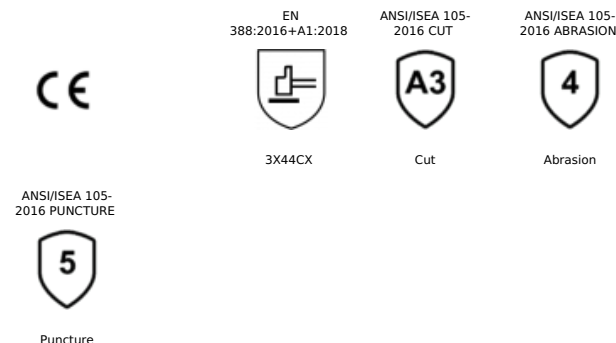 CE
EN
388:2016+A1:2018
3X44CX
ANSI/ISEA 105-
2016 CUT
A3
Cut
ANSI/ISEA 105-
2016 ABRASION
4
Abrasion
ANSI/ISEA 105-
2016 PUNCTURE
5
Puncture